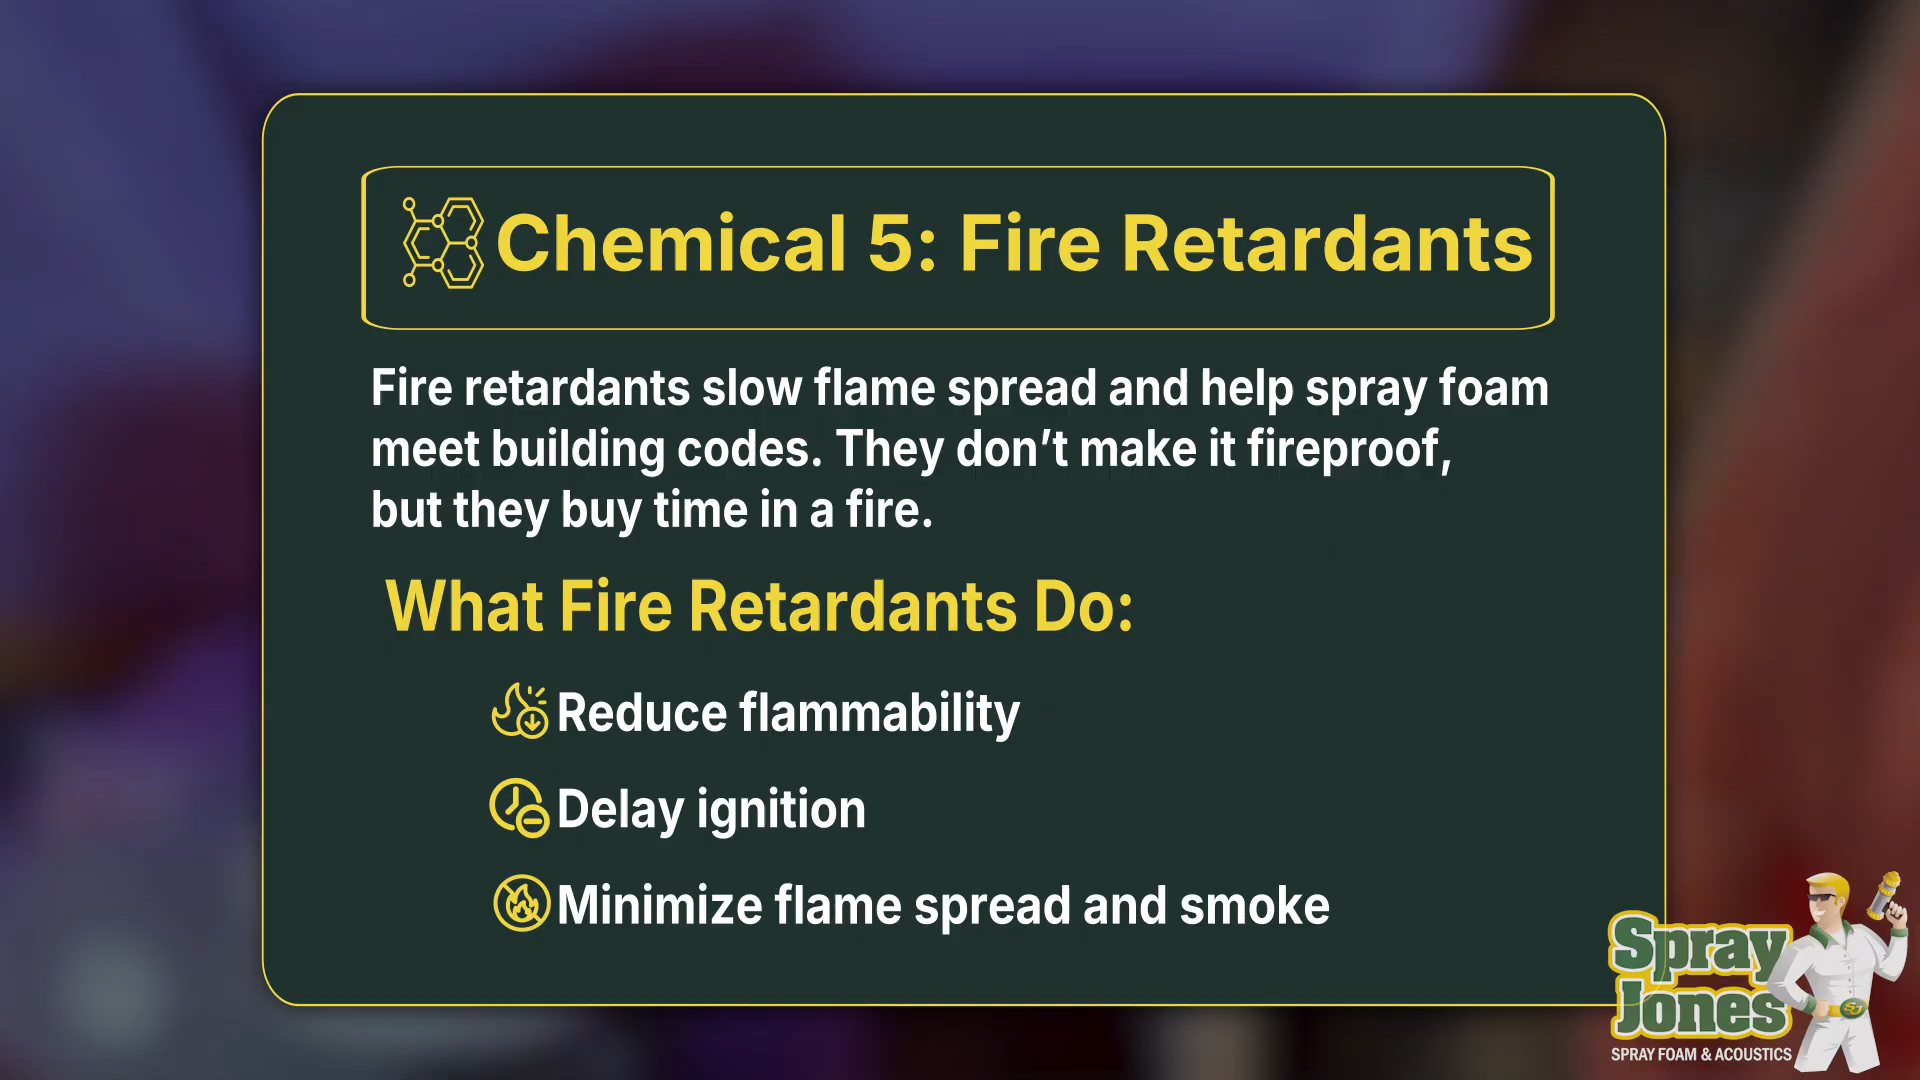 Chemical 5: Fire Retardants
Fire retardants slow flame spread and help spray foam
meet building codes. They don’t make it fireproof,
but they buy time in a fire.
What Fire Retardants Do:
Reduce flammability
Delay ignition
Minimize flame spread and smoke
Spray
Jones
SJ
SPRAY FOAM & ACOUSTICS